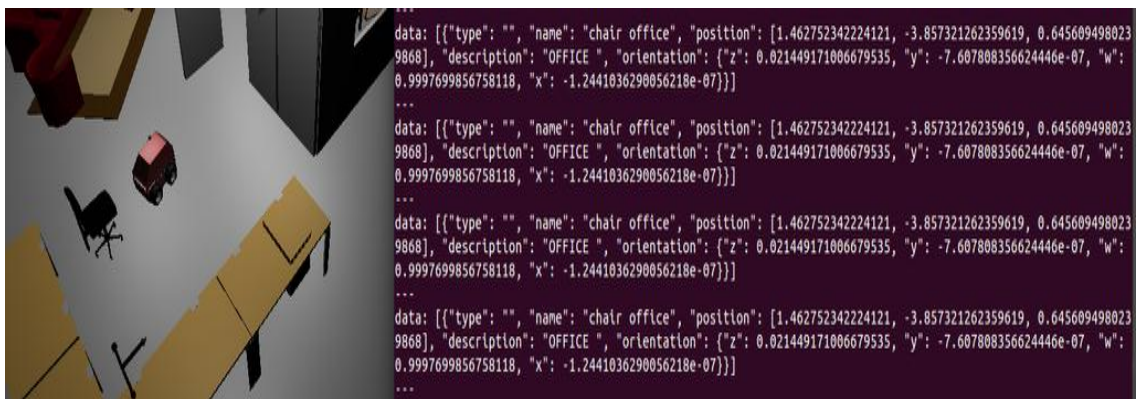 ---
data: [{"type": "", "name": "chair office", "position": [1.462752342224121, -3.857321262359619, 0.645609498023
9868], "description": "OFFICE ", "orientation": {"z": 0.021449171006679535, "y": -7.607808356624446e-07, "w":
0.9997699856758118, "x": -1.2441036290056218e-07}}]
---
data: [{"type": "", "name": "chair office", "position": [1.462752342224121, -3.857321262359619, 0.645609498023
9868], "description": "OFFICE ", "orientation": {"z": 0.021449171006679535, "y": -7.607808356624446e-07, "w":
0.9997699856758118, "x": -1.2441036290056218e-07}}]
---
data: [{"type": "", "name": "chair office", "position": [1.462752342224121, -3.857321262359619, 0.645609498023
9868], "description": "OFFICE ", "orientation": {"z": 0.021449171006679535, "y": -7.607808356624446e-07, "w":
0.9997699856758118, "x": -1.2441036290056218e-07}}]
---
data: [{"type": "", "name": "chair office", "position": [1.462752342224121, -3.857321262359619, 0.645609498023
9868], "description": "OFFICE ", "orientation": {"z": 0.021449171006679535, "y": -7.607808356624446e-07, "w":
0.9997699856758118, "x": -1.2441036290056218e-07}}]
---